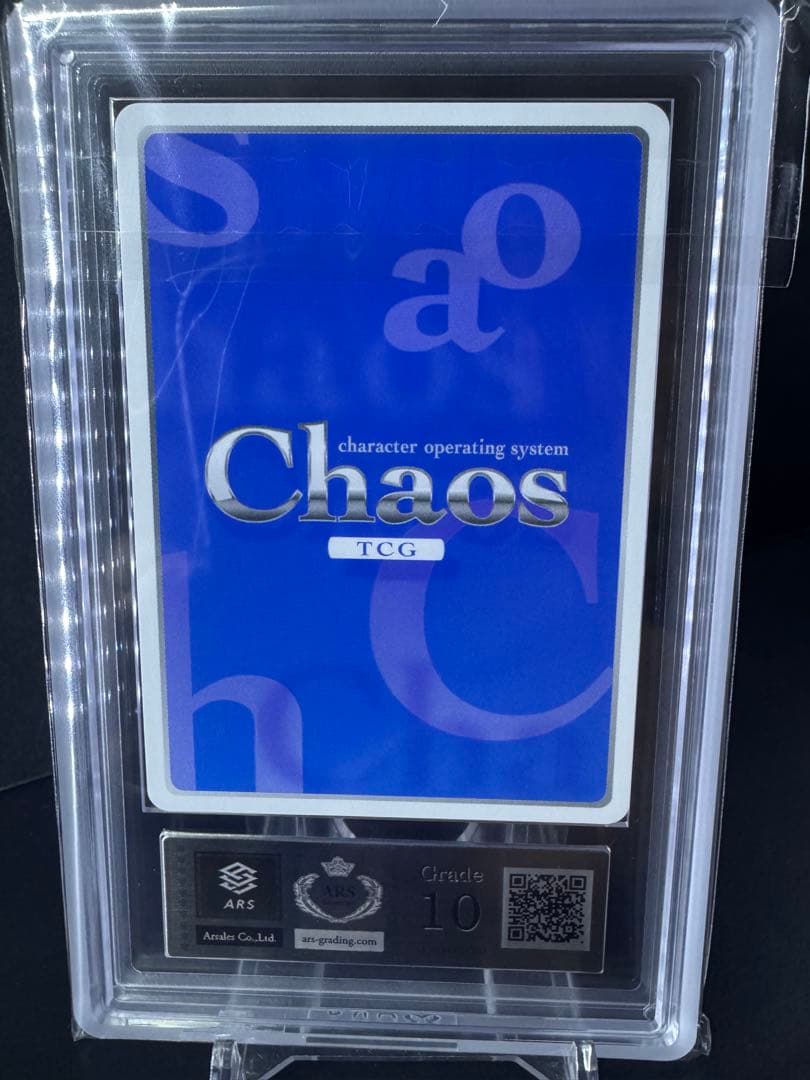 s
o
a
character operating system
Chaos
TCG
C
h
ARS
Arsales Co.,Ltd.
ARS
ars-grading.com
Grade
10